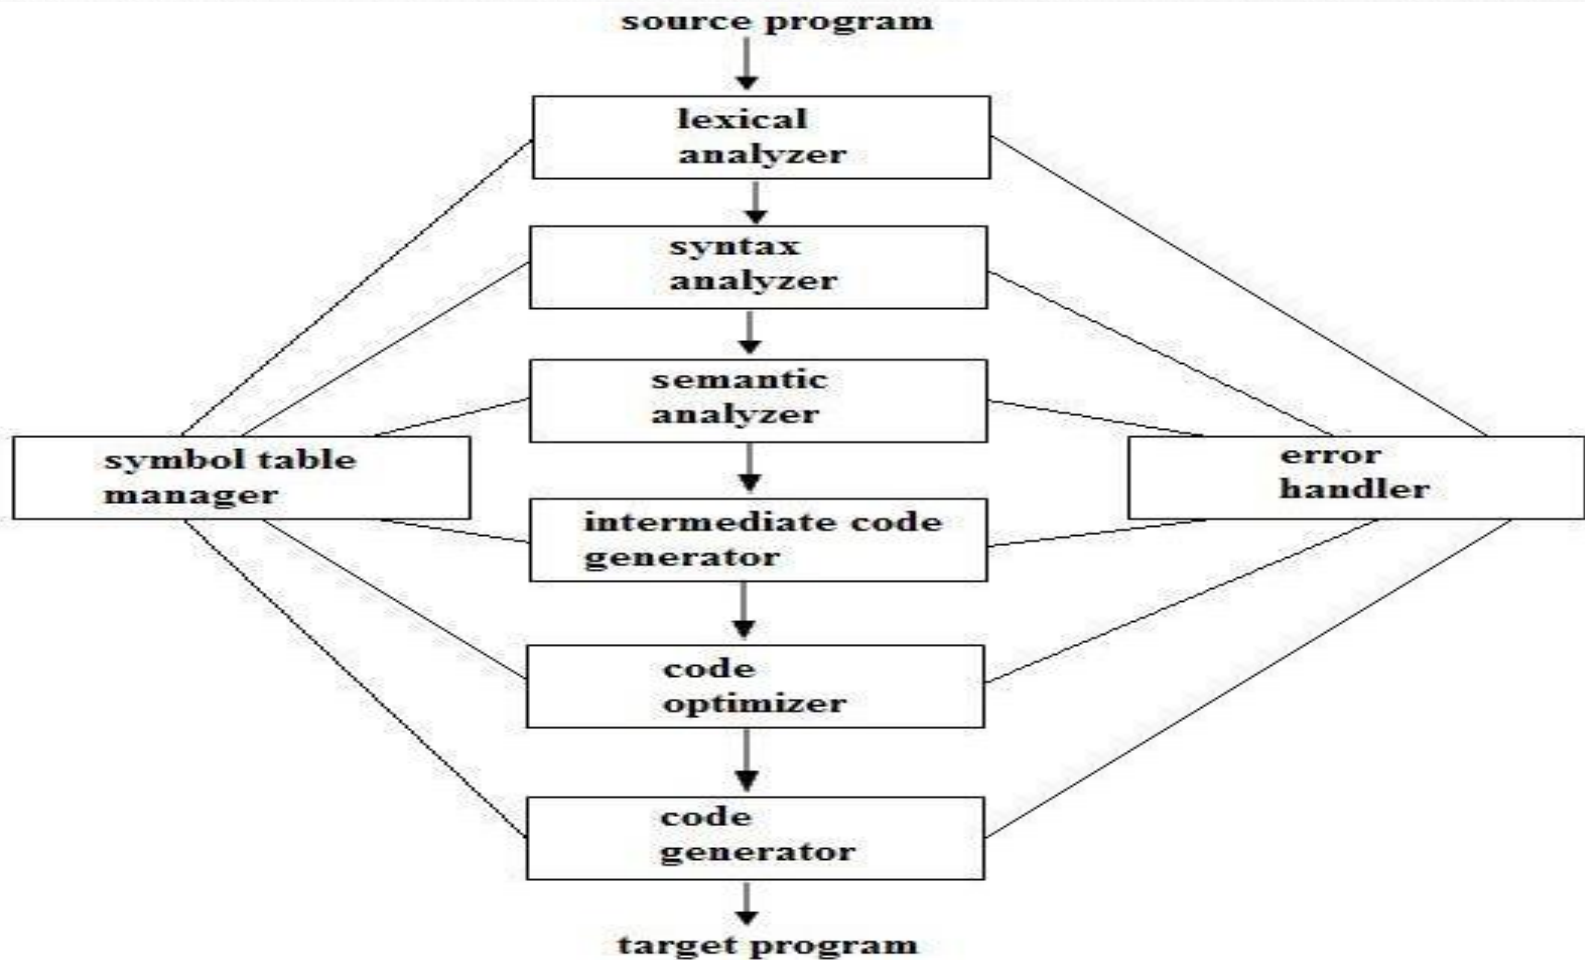 source program
lexical
analyzer
syntax
analyzer
semantic
analyzer
symbol table
manager
error
handler
intermediate code
generator
code
optimizer
code
generator
target program